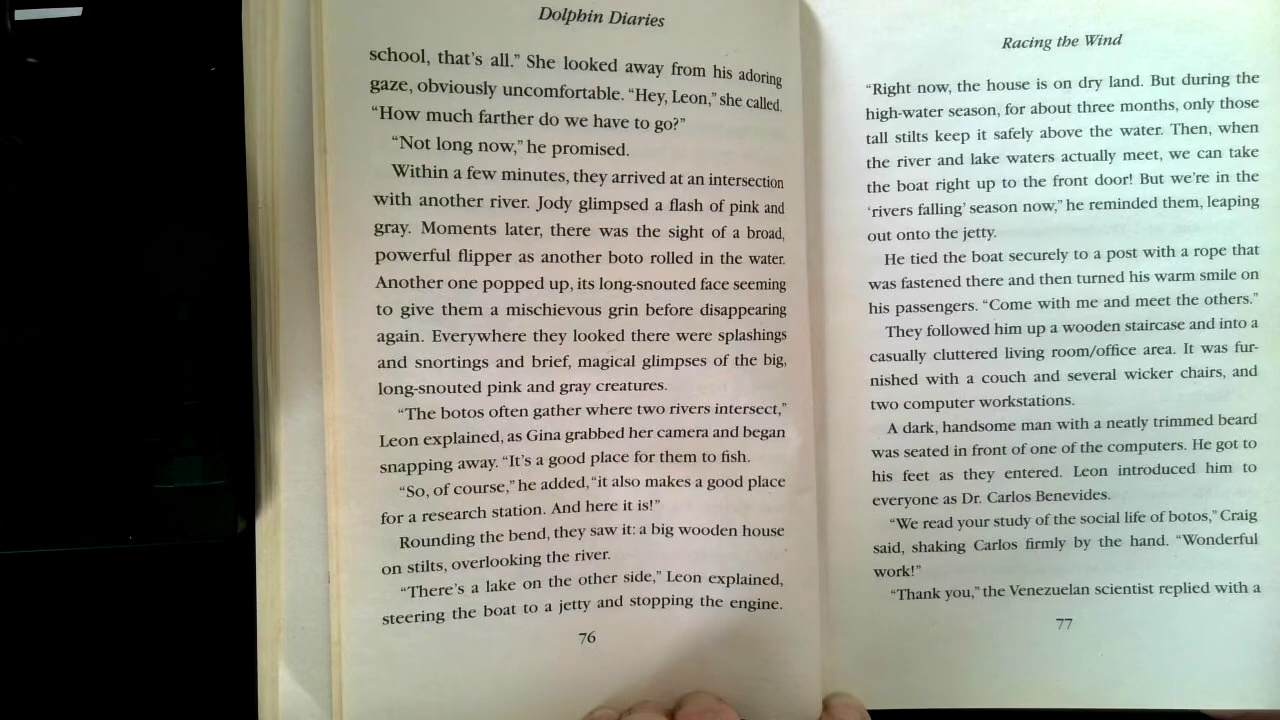 Dolphin Diaries
school, that's all.” She looked away from his adoring
gaze, obviously uncomfortable. “Hey, Leon,” she called.
“How much farther do we have to go?”
“Not long now,” he promised.
Within a few minutes, they arrived at an intersection
with another river. Jody glimpsed a flash of pink and
gray. Moments later, there was the sight of a broad,
powerful flipper as another boto rolled in the water.
Another one popped up, its long-snouted face seeming
to give them a mischievous grin before disappearing
again. Everywhere they looked there were splashings
and snortings and brief, magical glimpses of the big,
long-snouted pink and gray creatures.
“The botos often gather where two rivers intersect,”
Leon explained, as Gina grabbed her camera and began
snapping away. “It's a good place for them to fish.
“So, of course,” he added, “it also makes a good place
for a research station. And here it is!”
Rounding the bend, they saw it: a big wooden house
on stilts, overlooking the river.
“There's a lake on the other side,” Leon explained,
steering the boat to a jetty and stopping the engine.
76
Racing the Wind
“Right now, the house is on dry land. But during the
high-water season, for about three months, only those
tall stilts keep it safely above the water. Then, when
the river and lake waters actually meet, we can take
the boat right up to the front door! But we're in the
‘rivers falling’ season now,” he reminded them, leaping
out onto the jetty.
He tied the boat securely to a post with a rope that
was fastened there and then turned his warm smile on
his passengers. “Come with me and meet the others.”
They followed him up a wooden staircase and into a
casually cluttered living room/office area. It was fur-
nished with a couch and several wicker chairs, and
two computer workstations.
A dark, handsome man with a neatly trimmed beard
was seated in front of one of the computers. He got to
his feet as they entered. Leon introduced him to
everyone as Dr. Carlos Benevides.
“We read your study of the social life of botos,” Craig
said, shaking Carlos firmly by the hand. “Wonderful
work!”
“Thank you,” the Venezuelan scientist replied with a
77